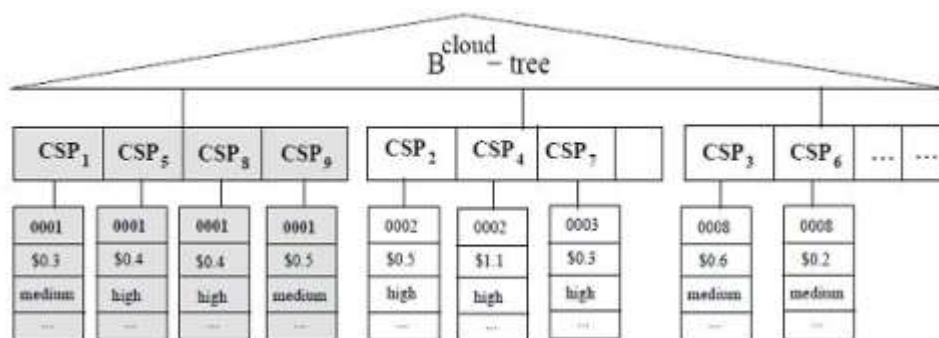 B^cloud - tree
CSP1 CSP5 CSP8 CSP9 CSP2 CSP4 CSP7 CSP3 CSP6 ... ...
0001 0001 0001 0001 0002 0002 0003 0008 0008
$0.3 $0.4 $0.4 $0.5 $0.5 $1.1 $0.3 $0.6 $0.2
medium high high medium high high high medium medium
... ... ... ... ... ... ... ... ...